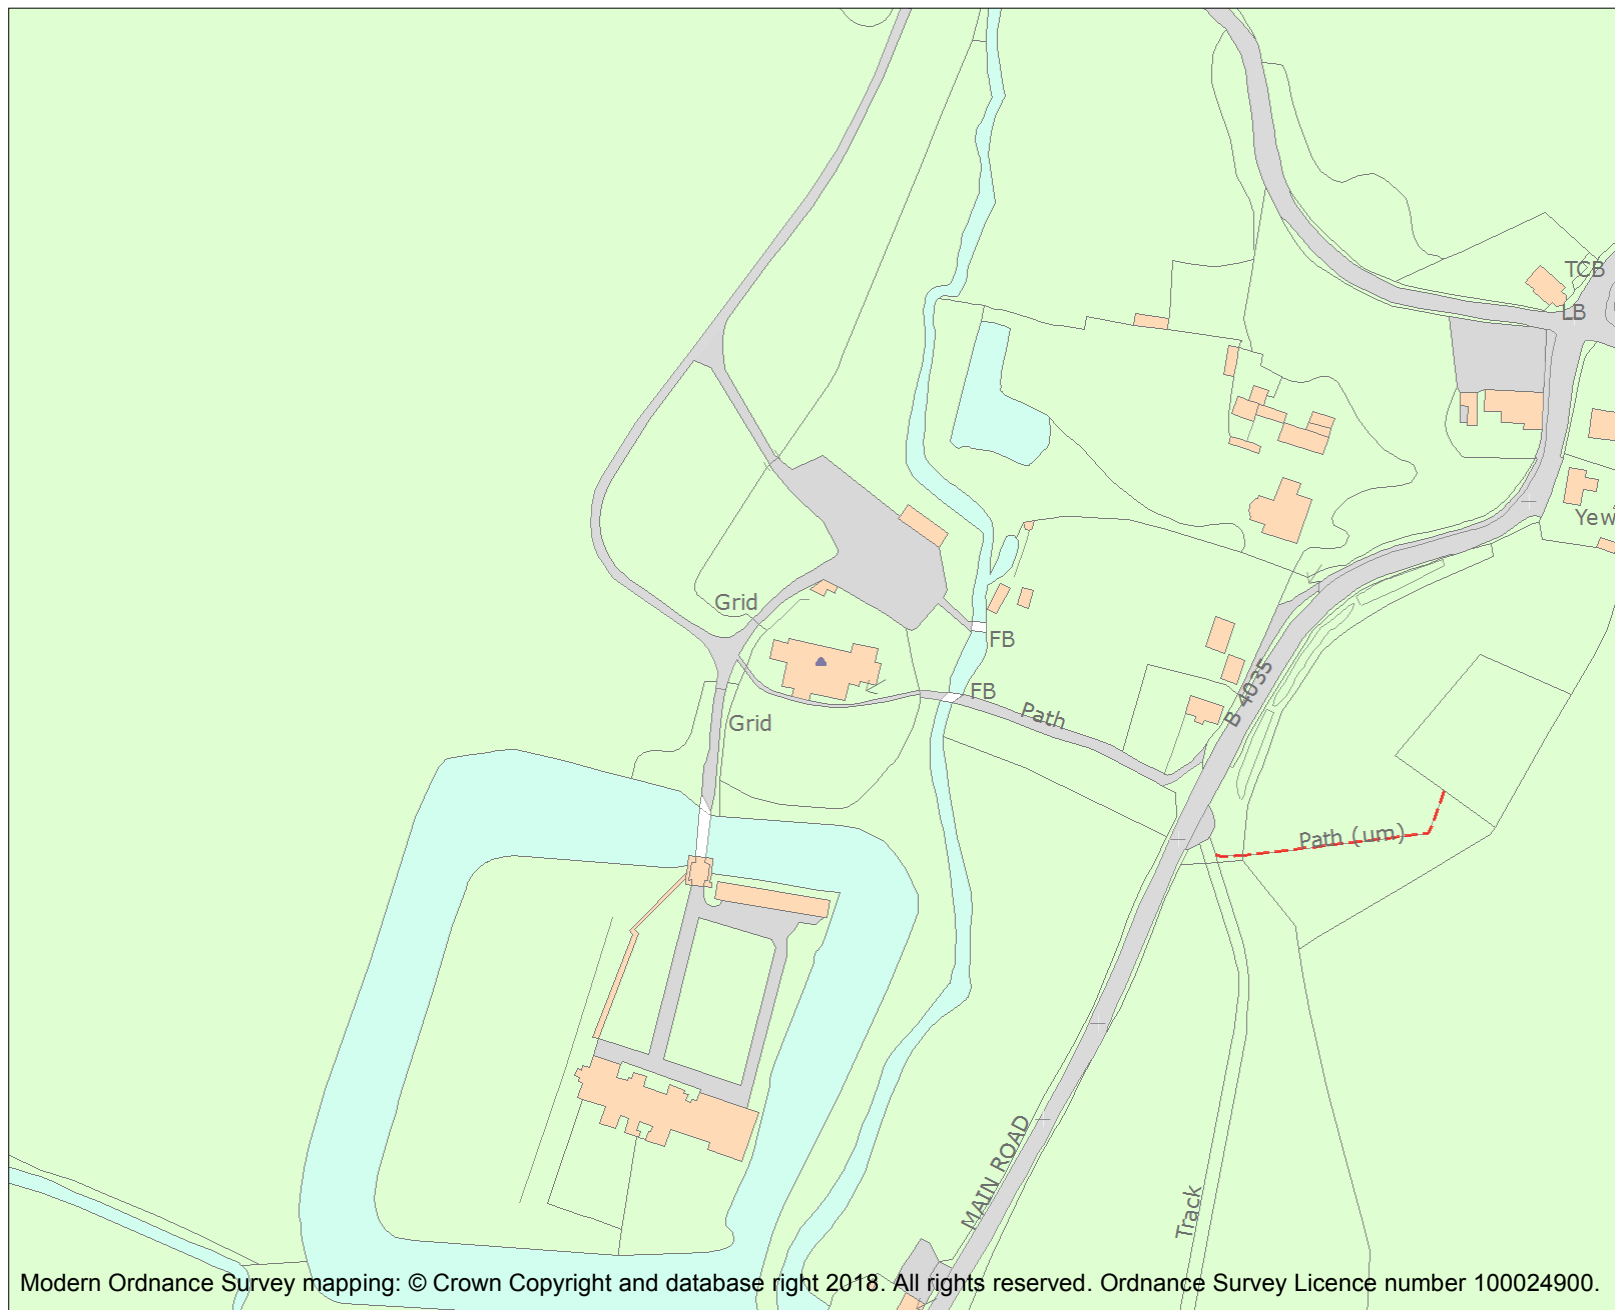 TCB
LB
Yew
Grid
FB
FB
B 4035
Path
Grid
Path (um)
MAIN ROAD
Track
Modern Ordnance Survey mapping: © Crown Copyright and database right 2018. All rights reserved. Ordnance Survey Licence number 100024900.